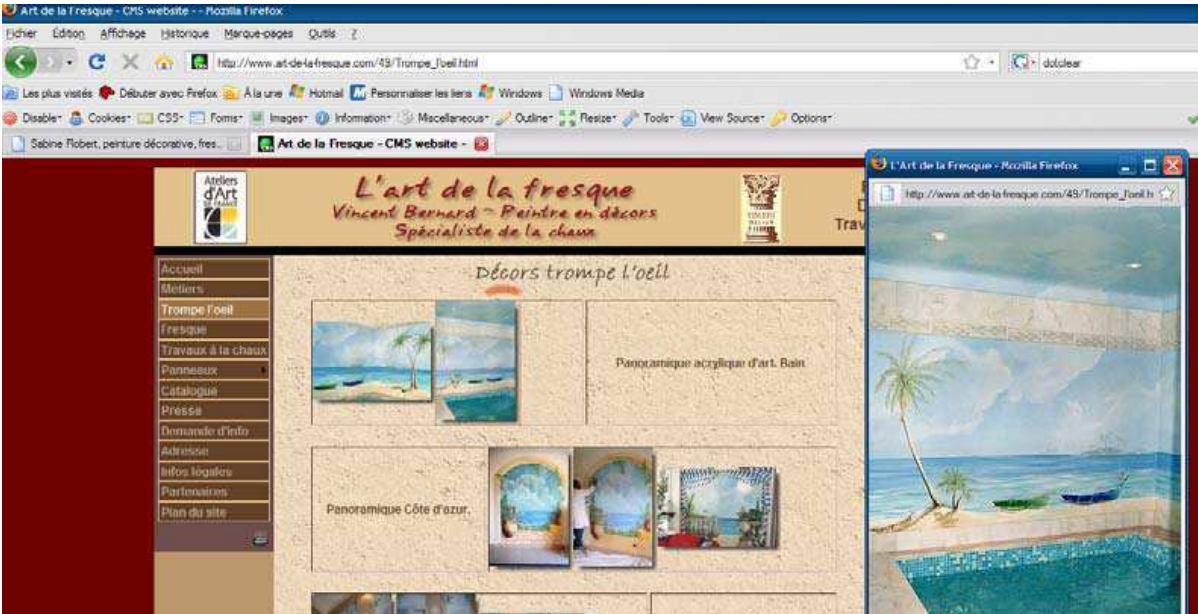 Art de la Fresque - CMS website - - Mozilla Firefox
Fichier Édition Affichage Historique Marque-pages Outils ?
http://www.art-de-la-fresque.com/49/Trompe_l'oeil.html
dotclear
Les plus visités Débuter avec Firefox À la une Hotmail Personnaliser les liens Windows Windows Media
Disable Cookies CSS Forms Images Information Miscellaneous Outline Resize Tools View Source Options
Sabine Robert, peinture décorative, fres...
Art de la Fresque - CMS website -
Ateliers
d'Art
DE FRANCE
L'art de la fresque
Vincent Bernard ~ Peintre en décors
Spécialiste de la chaux
VINCENT
Trav
Accueil
Métiers
Trompe l'oeil
Fresque
Travaux à la chaux
Panneaux
Catalogue
Presse
Demande d'info
Adresse
Infos légales
Partenaires
Plan du site
Décors trompe l'oeil
Panoramique acrylique d'art. Bain
Panoramique Côte d'azur.
L'Art de la Fresque - Mozilla Firefox
http://www.art-de-la-fresque.com/49/Trompe_l'oeil.h